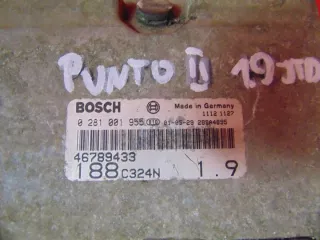 PUNTO II 1.9 JTD
BOSCH Made in Germany
1112 1127
0 281 001 955
46789433
188 C324N 1.9